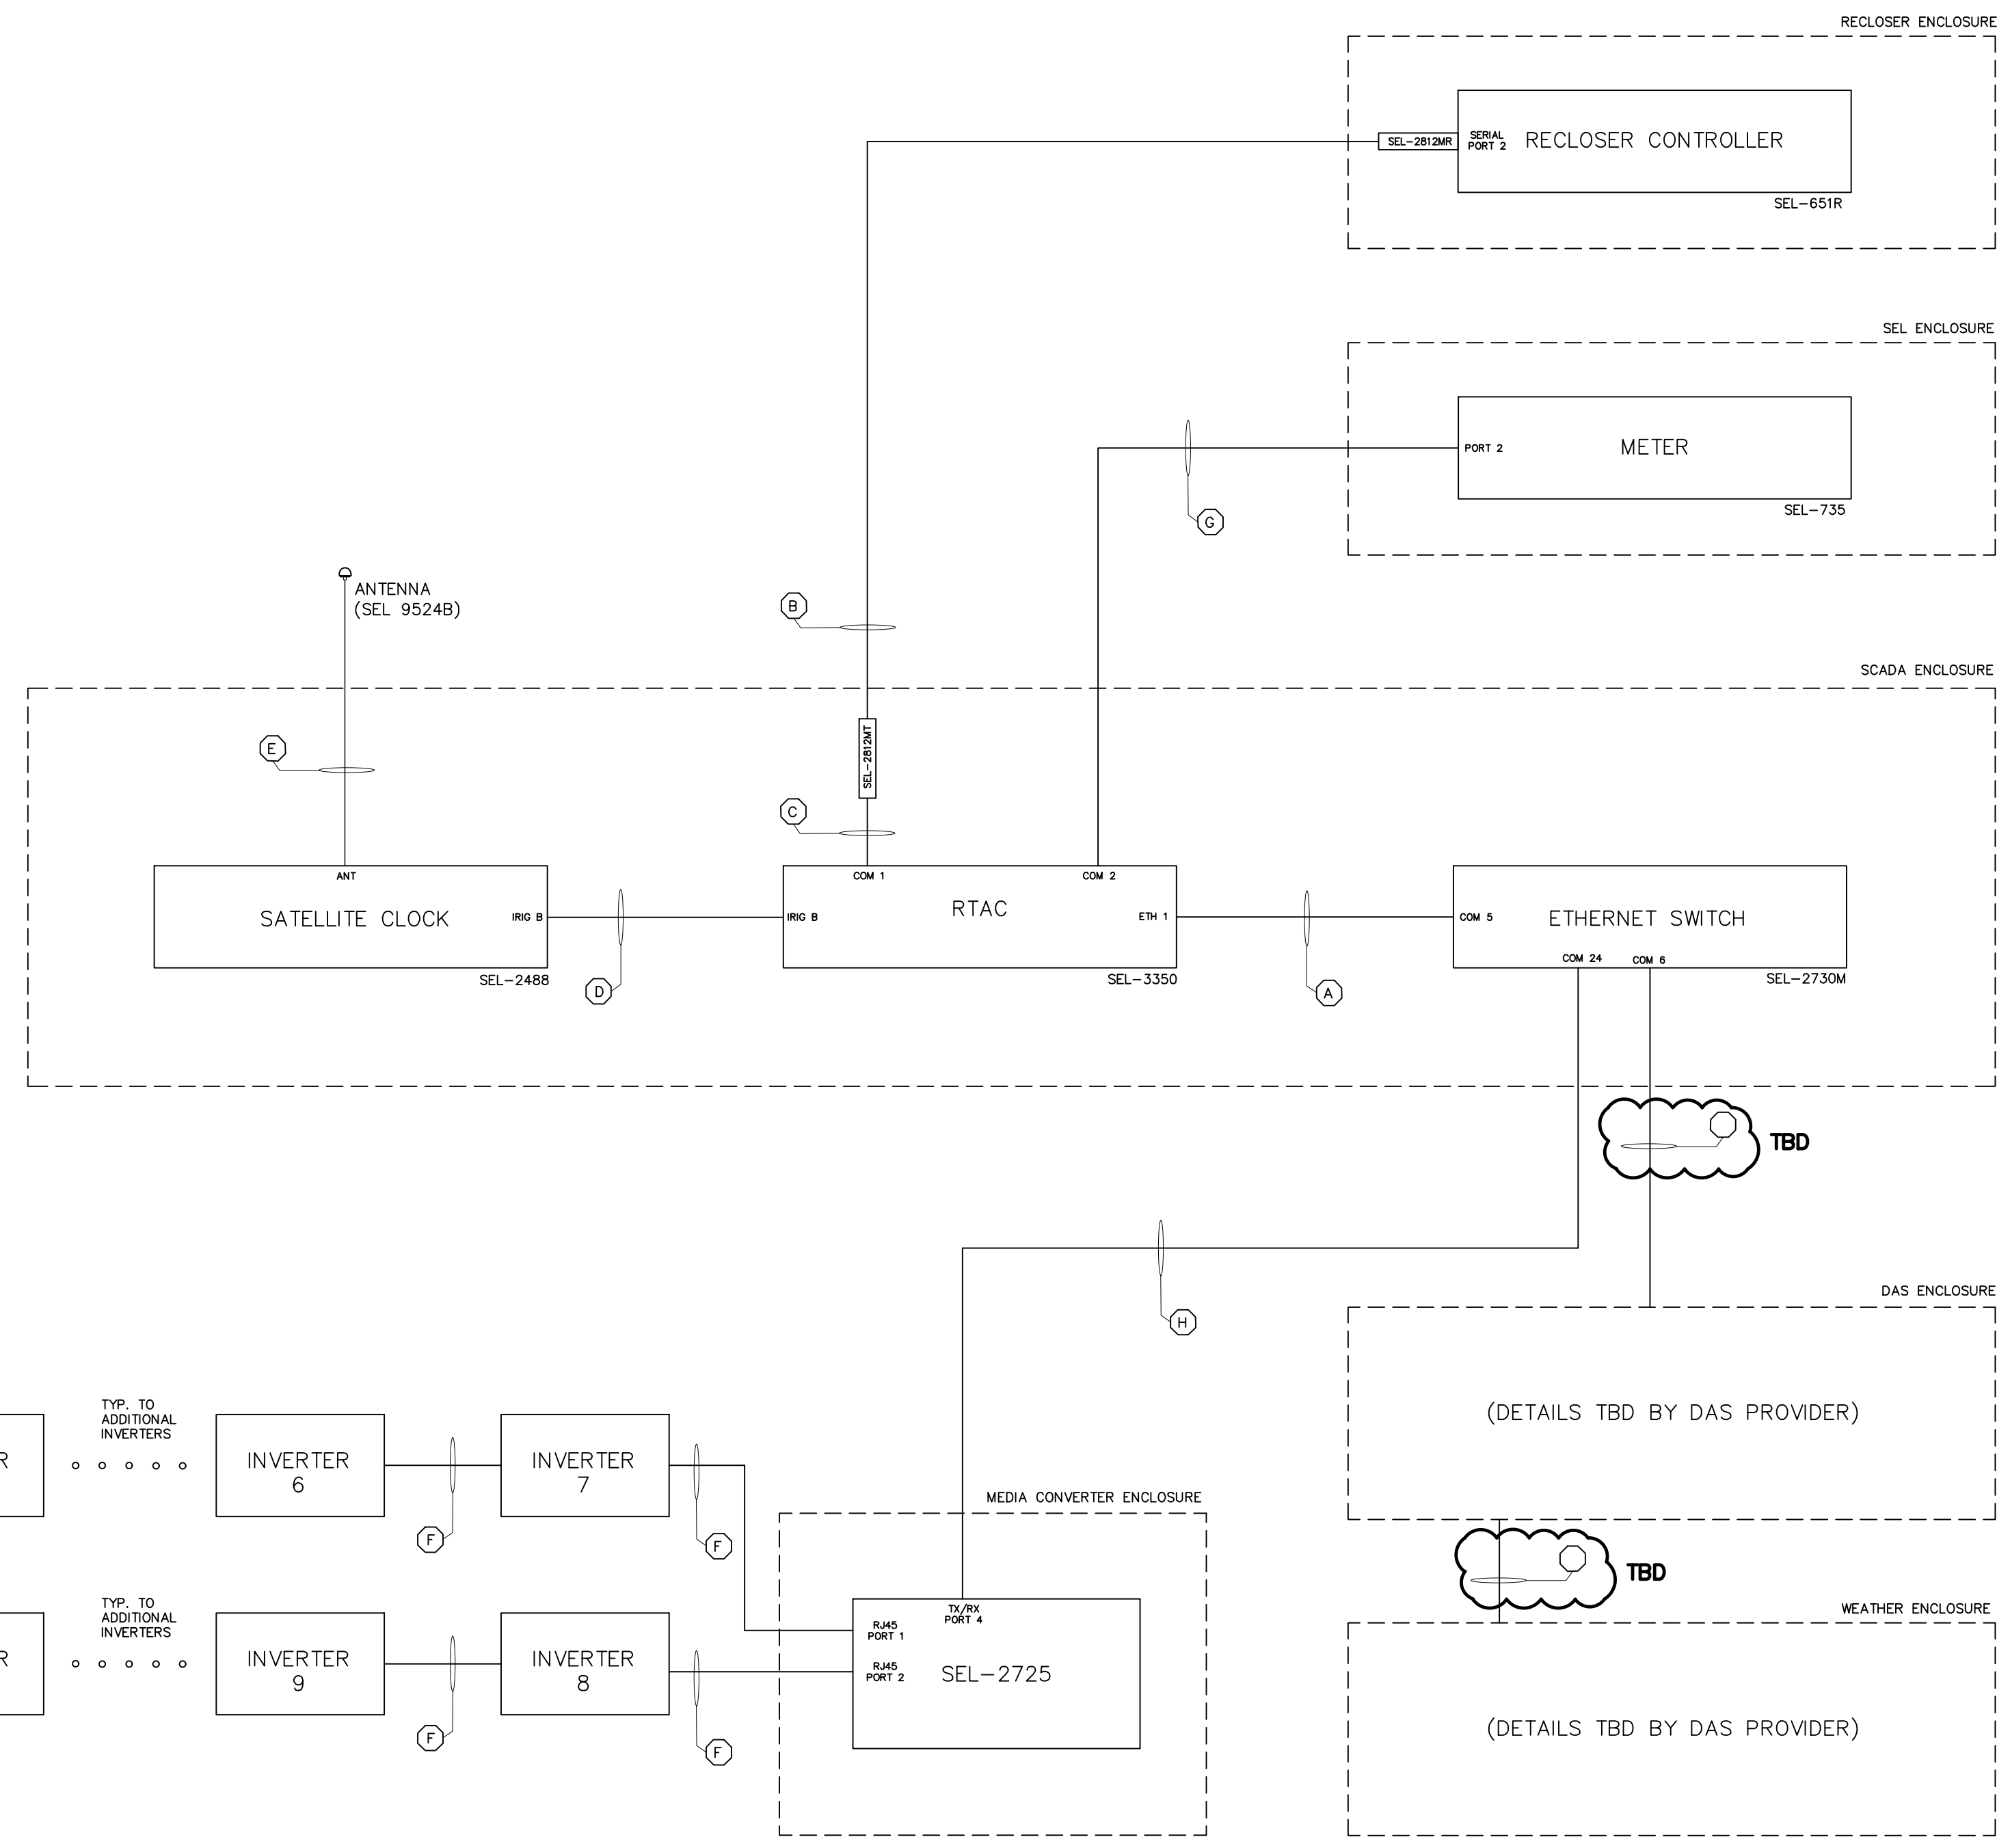 RECLOSER ENCLOSURE
SEL-2812MR
SERIAL
PORT 2
RECLOSER CONTROLLER
SEL-651R
SEL ENCLOSURE
PORT 2
METER
SEL-735
G
ANTENNA
(SEL 9524B)
B
SCADA ENCLOSURE
E
SEL-2812MT
C
ANT
SATELLITE CLOCK
IRIG B
SEL-2488
D
COM 1
COM 2
IRIG B
RTAC
ETH 1
SEL-3350
A
COM 5
ETHERNET SWITCH
COM 24
COM 6
SEL-2730M
TBD
H
DAS ENCLOSURE
(DETAILS TBD BY DAS PROVIDER)
R
TYP. TO
ADDITIONAL
INVERTERS
INVERTER
6
F
INVERTER
7
F
MEDIA CONVERTER ENCLOSURE
TBD
R
TYP. TO
ADDITIONAL
INVERTERS
INVERTER
9
F
INVERTER
8
F
TX/RX
PORT 4
RJ45
PORT 1
RJ45
PORT 2
SEL-2725
WEATHER ENCLOSURE
(DETAILS TBD BY DAS PROVIDER)